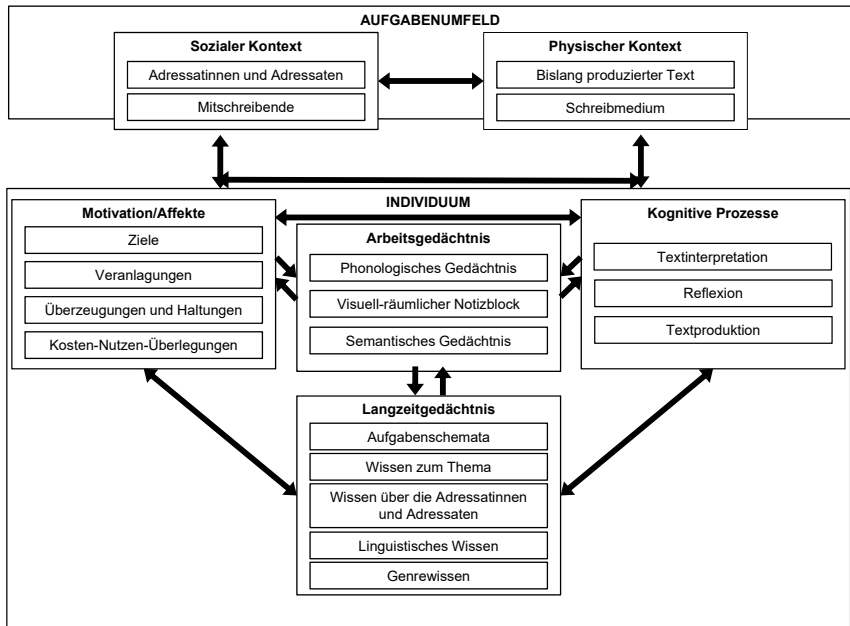 AUFGABENUMFELD
Sozialer Kontext
Adressatinnen und Adressaten
Mitschreibende
Physischer Kontext
Bislang produzierter Text
Schreibmedium
INDIVIDUUM
Motivation/Affekte
Ziele
Veranlagungen
Überzeugungen und Haltungen
Kosten-Nutzen-Überlegungen
Arbeitsgedächtnis
Phonologisches Gedächtnis
Visuell-räumlicher Notizblock
Semantisches Gedächtnis
Kognitive Prozesse
Textinterpretation
Reflexion
Textproduktion
Langzeitgedächtnis
Aufgabenschemata
Wissen zum Thema
Wissen über die Adressatinnen
und Adressaten
Linguistisches Wissen
Genrewissen